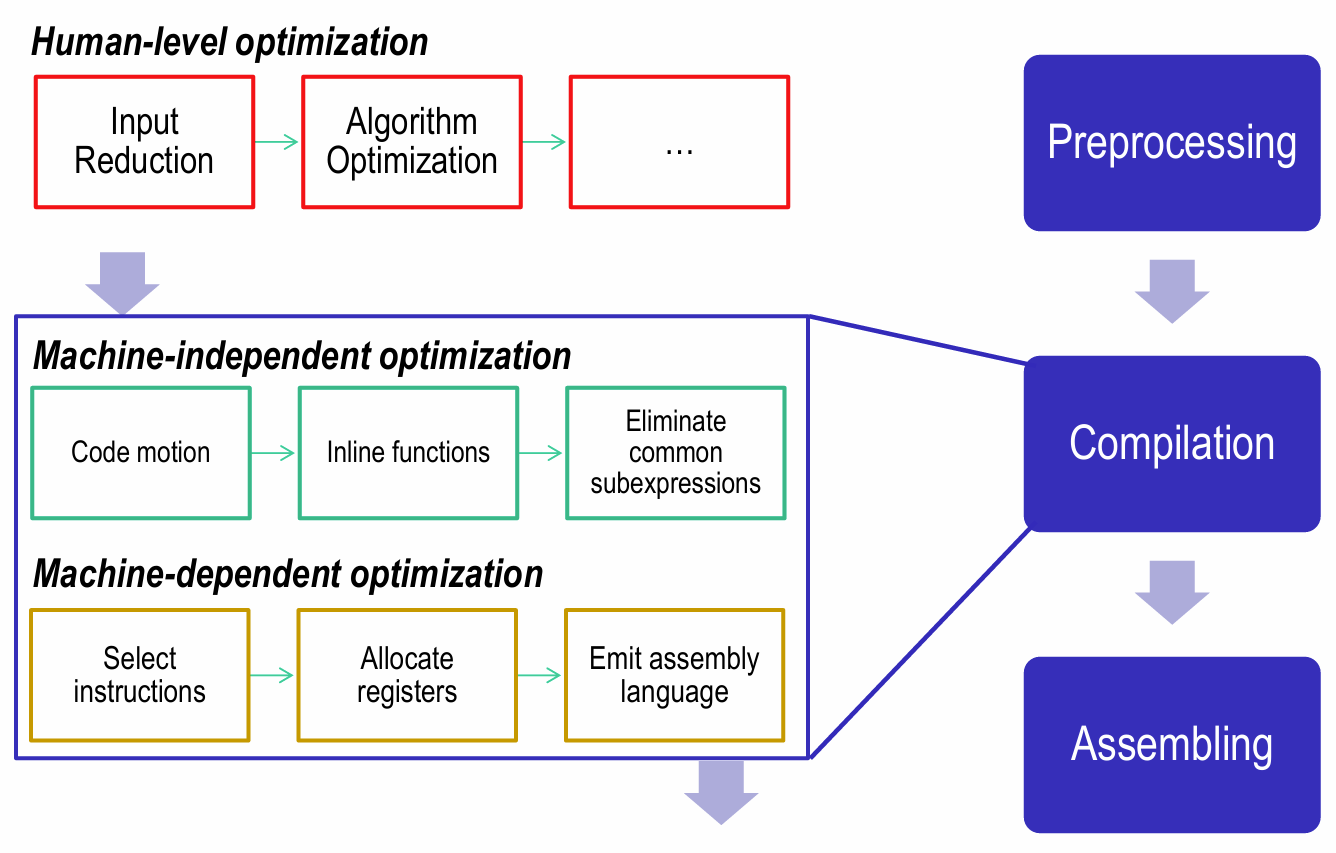 Human-level optimization
Input
Reduction
Algorithm
Optimization
...
Machine-independent optimization
Code motion
Inline functions
Eliminate
common
subexpressions
Machine-dependent optimization
Select
instructions
Allocate
registers
Emit assembly
language
Preprocessing
Compilation
Assembling